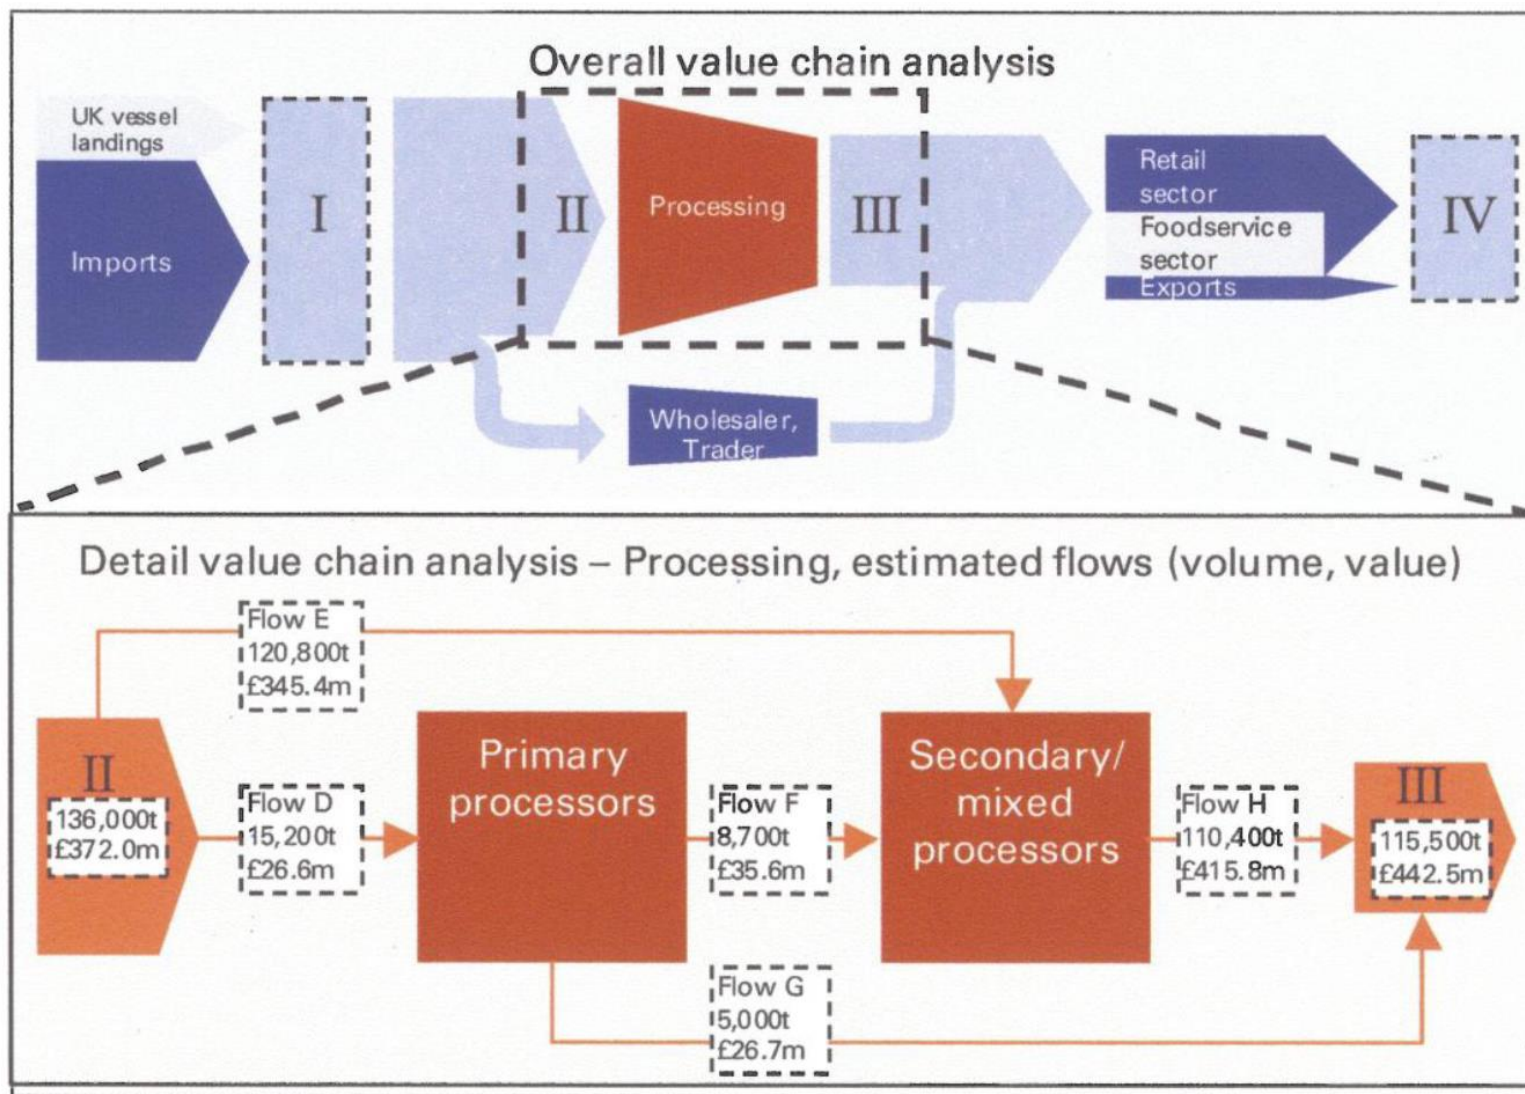 Overall value chain analysis
UK vessel
landings
Imports
I
II
Processing
III
Retail
sector
Foodservice
sector
Exports
IV
Wholesaler,
Trader
Detail value chain analysis – Processing, estimated flows (volume, value)
Flow E
120,800t
£345.4m
II
136,000t
£372.0m
Flow D
15,200t
£26.6m
Primary
processors
Flow F
8,700t
£35.6m
Secondary/
mixed
processors
Flow H
110,400t
£415.8m
III
115,500t
£442.5m
Flow G
5,000t
£26.7m